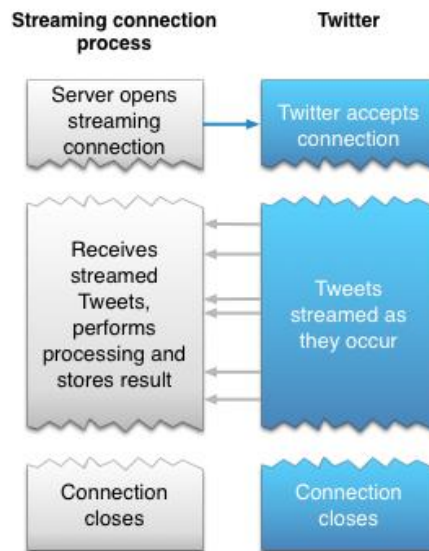 Streaming connection
process
Twitter
Server opens
streaming
connection
Twitter accepts
connection
Receives
streamed
Tweets,
performs
processing and
stores result
Tweets
streamed as
they occur
Connection
closes
Connection
closes